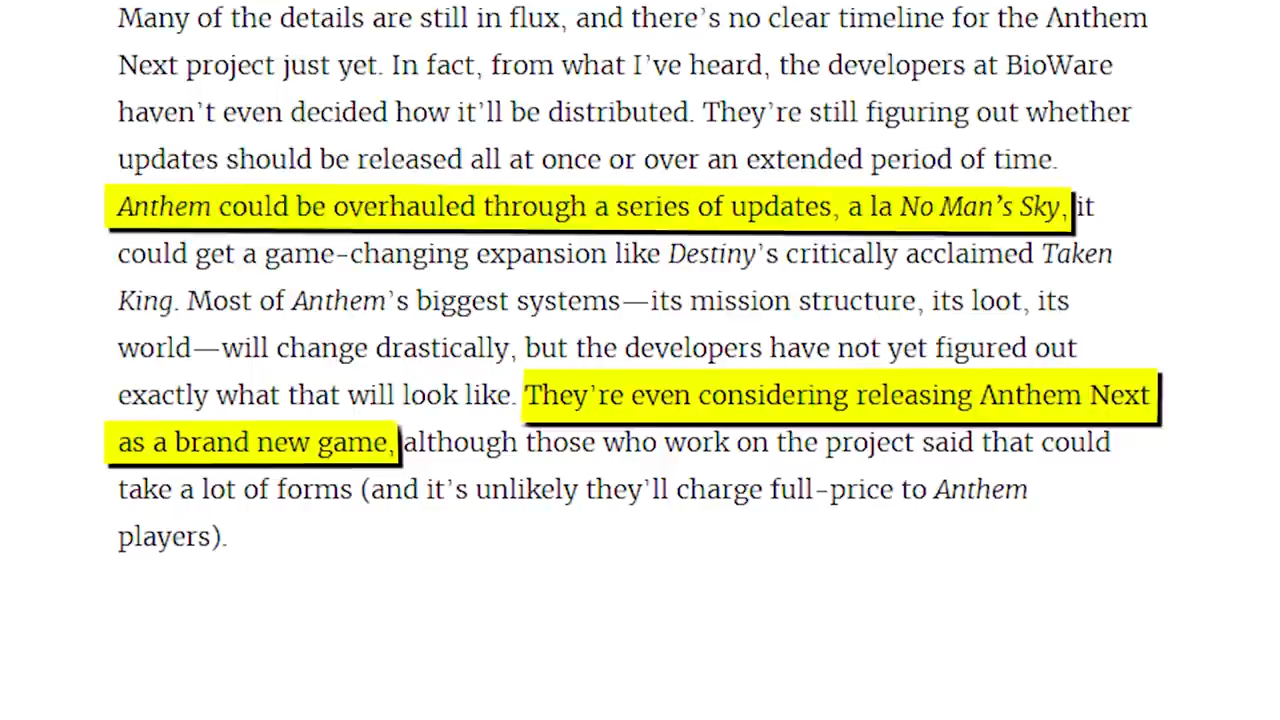 Many of the details are still in flux, and there's no clear timeline for the Anthem
Next project just yet. In fact, from what I've heard, the developers at BioWare
haven't even decided how it'll be distributed. They're still figuring out whether
updates should be released all at once or over an extended period of time.
Anthem could be overhauled through a series of updates, a la No Man's Sky, it
could get a game-changing expansion like Destiny's critically acclaimed Taken
King. Most of Anthem's biggest systems—its mission structure, its loot, its
world—will change drastically, but the developers have not yet figured out
exactly what that will look like. They're even considering releasing Anthem Next
as a brand new game, although those who work on the project said that could
take a lot of forms (and it's unlikely they'll charge full-price to Anthem
players).